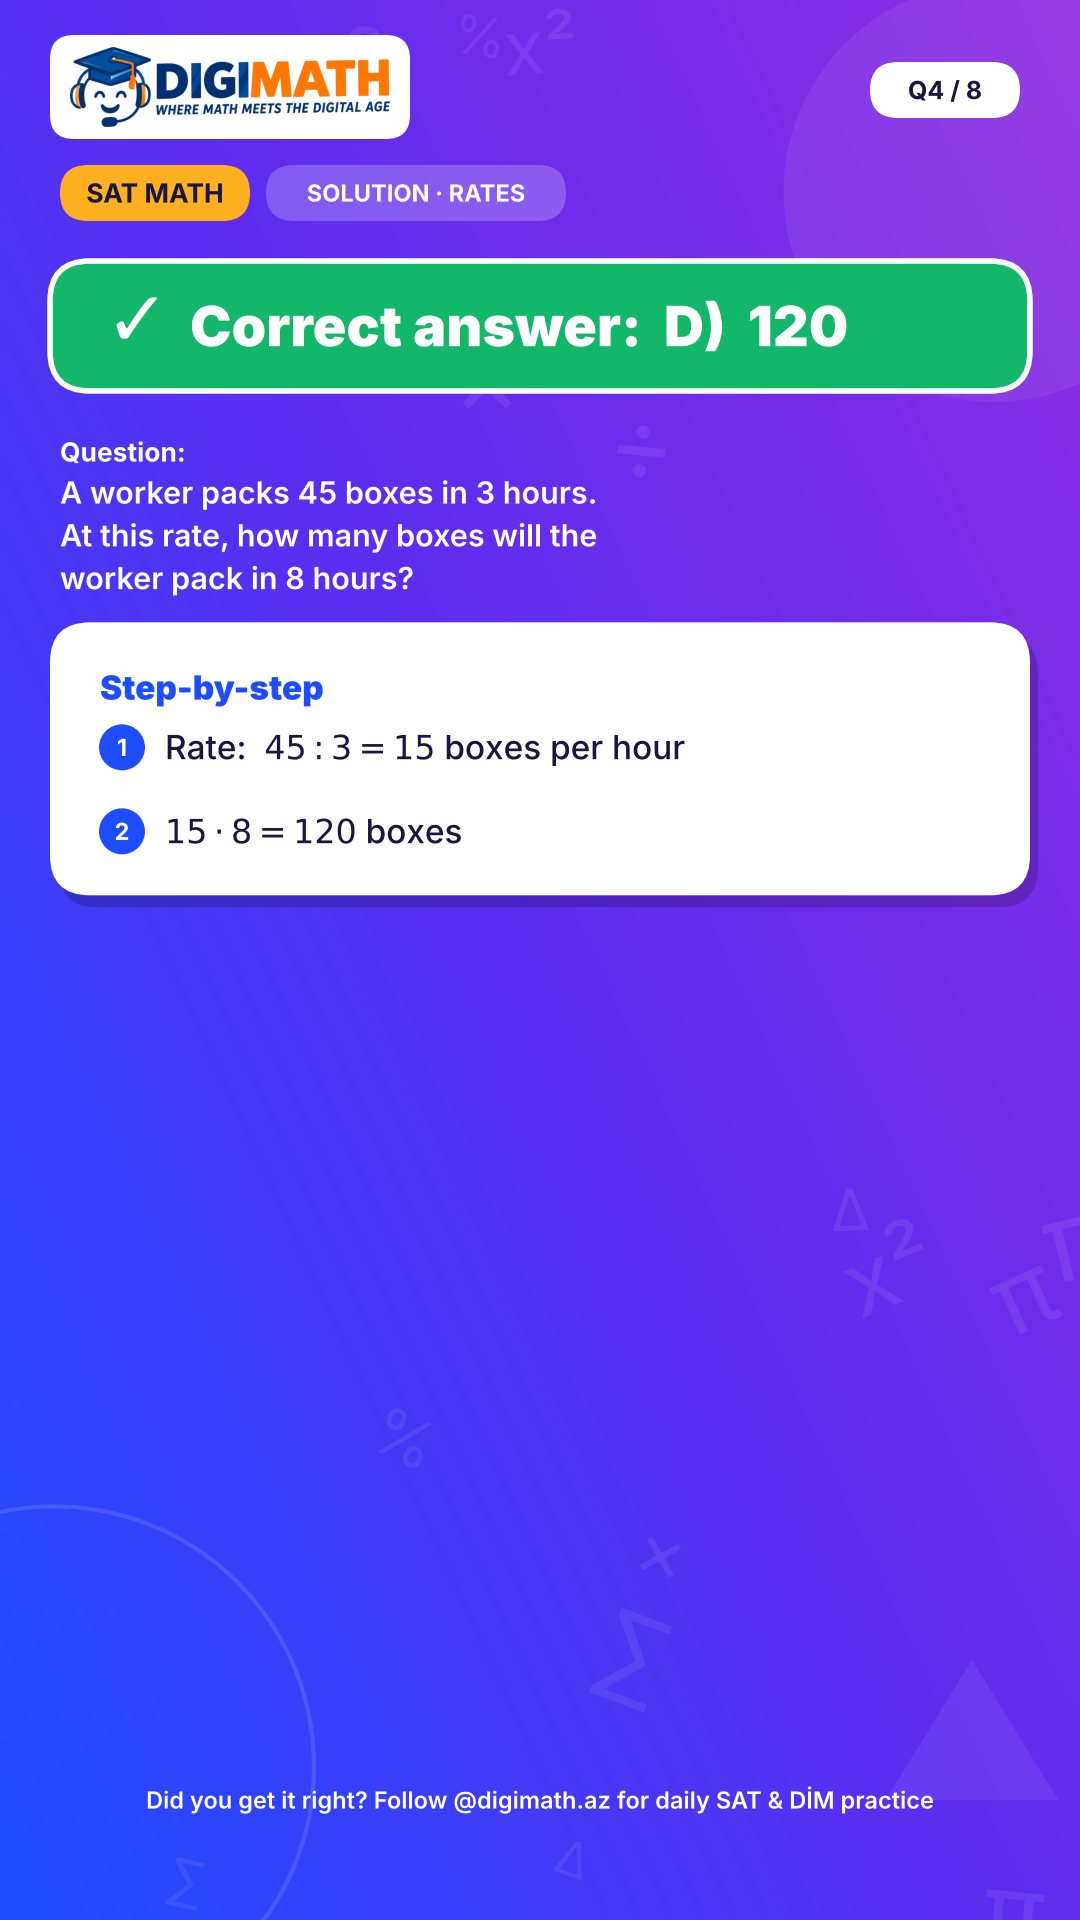 DIGIMATH
WHERE MATH MEETS THE DIGITAL AGE
Q4 / 8
SAT MATH
SOLUTION · RATES
✓ Correct answer: D) 120
Question:
A worker packs 45 boxes in 3 hours.
At this rate, how many boxes will the
worker pack in 8 hours?
Step-by-step
1 Rate: 45 : 3 = 15 boxes per hour
2 15 · 8 = 120 boxes
Did you get it right? Follow @digimath.az for daily SAT & DİM practice